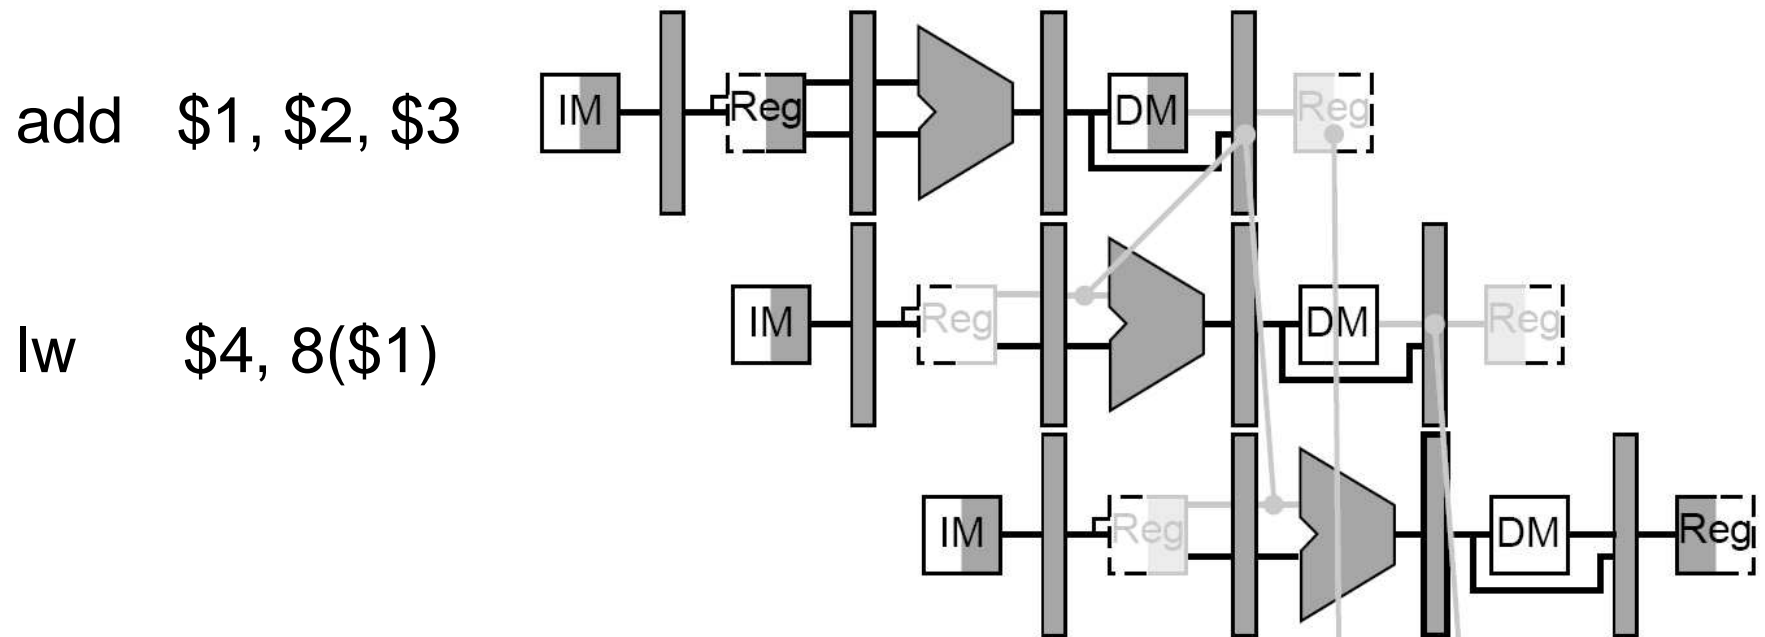 add $1, $2, $3 IM Reg DM Reg
lw $4, 8($1) IM Reg DM Reg
IM Reg DM Reg